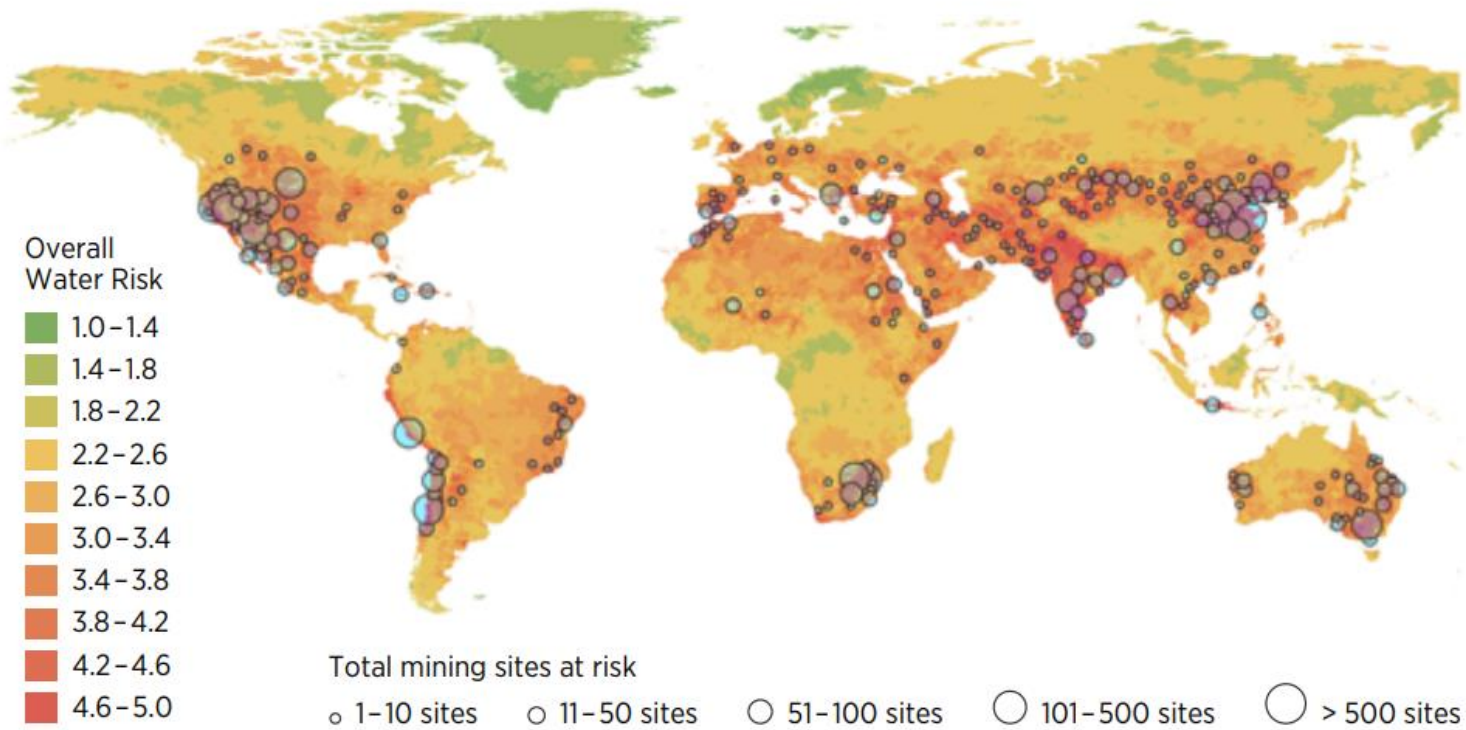 Overall
Water Risk
1.0–1.4
1.4–1.8
1.8–2.2
2.2–2.6
2.6–3.0
3.0–3.4
3.4–3.8
3.8–4.2
4.2–4.6
4.6–5.0
Total mining sites at risk
1–10 sites 11–50 sites 51–100 sites 101–500 sites > 500 sites